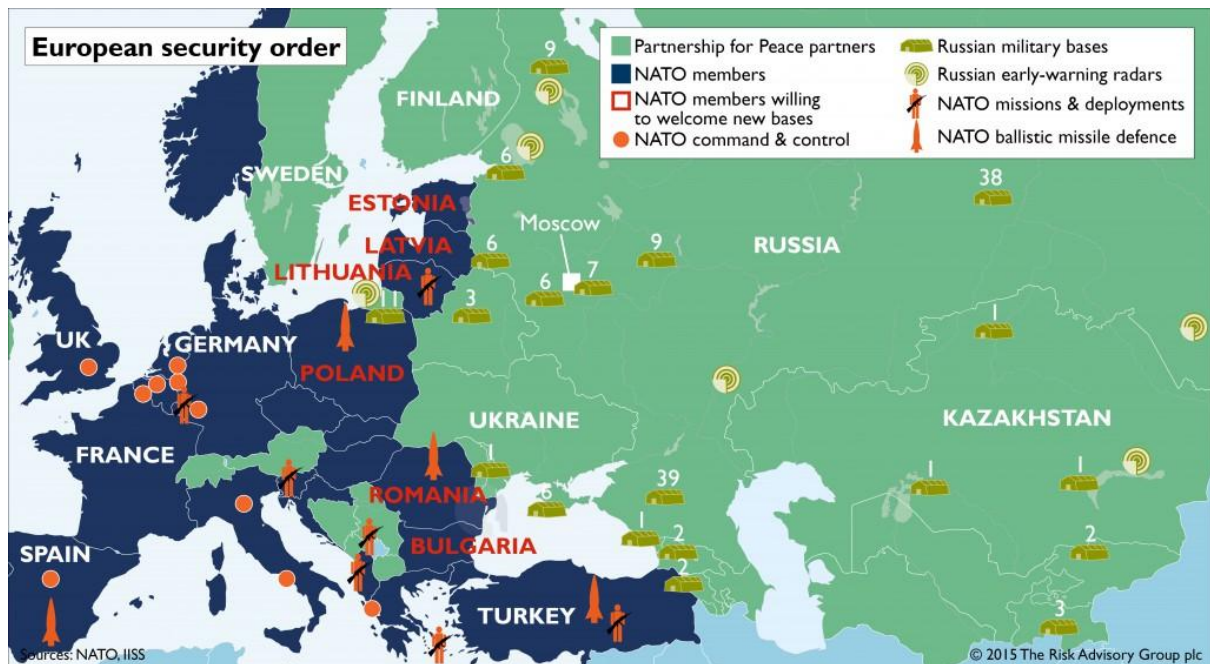 European security order
Partnership for Peace partners
NATO members
NATO members willing
to welcome new bases
NATO command & control
Russian military bases
Russian early-warning radars
NATO missions & deployments
NATO ballistic missile defence
9
FINLAND
6
SWEDEN
38
ESTONIA
Moscow
LATVIA
6
9
RUSSIA
LITHUANIA
6
7
11
3
1
UK
GERMANY
POLAND
UKRAINE
KAZAKHSTAN
FRANCE
1
1
1
ROMANIA
6
39
BULGARIA
1
2
2
SPAIN
2
TURKEY
3
Sources: NATO, IISS
© 2015 The Risk Advisory Group plc